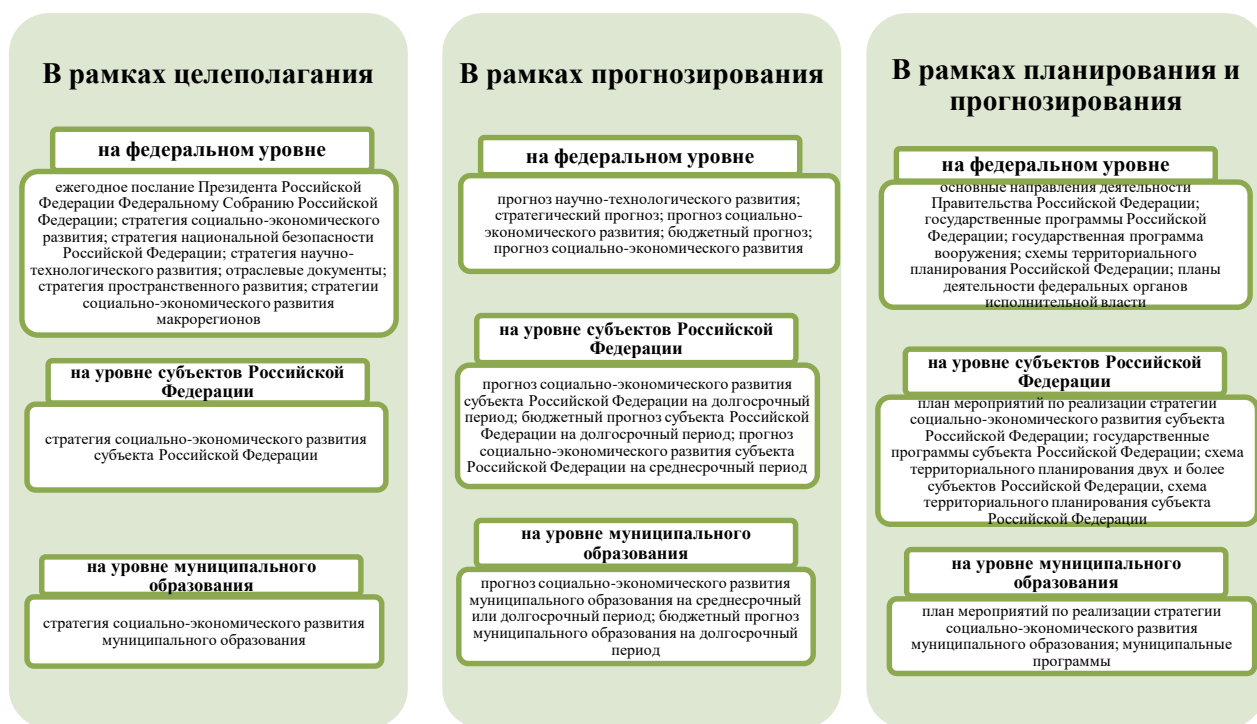 В рамках целеполагания
на федеральном уровне
ежегодное послание Президента Российской
Федерации Федеральному Собранию Российской
Федерации; стратегия социально-экономического
развития; стратегия национальной безопасности
Российской Федерации; стратегия научно-
технологического развития; отраслевые документы;
стратегия пространственного развития; стратегии
социально-экономического развития
макрорегионов
на уровне субъектов Российской
Федерации
стратегия социально-экономического развития
субъекта Российской Федерации
на уровне муниципального
образования
стратегия социально-экономического развития
муниципального образования
В рамках прогнозирования
на федеральном уровне
прогноз научно-технологического развития;
стратегический прогноз; прогноз социально-
экономического развития; бюджетный прогноз;
прогноз социально-экономического развития
на уровне субъектов Российской
Федерации
прогноз социально-экономического развития
субъекта Российской Федерации на долгосрочный
период; бюджетный прогноз субъекта Российской
Федерации на долгосрочный период; прогноз
социально-экономического развития субъекта
Российской Федерации на среднесрочный период
на уровне муниципального
образования
прогноз социально-экономического развития
муниципального образования на среднесрочный
или долгосрочный период; бюджетный прогноз
муниципального образования на долгосрочный
период
В рамках планирования и
прогнозирования
на федеральном уровне
основные направления деятельности
Правительства Российской Федерации;
государственные программы Российской
Федерации; государственная программа
вооружения; схемы территориального
планирования Российской Федерации; планы
деятельности федеральных органов
исполнительной власти
на уровне субъектов Российской
Федерации
план мероприятий по реализации стратегии
социально-экономического развития субъекта
Российской Федерации; государственные
программы субъекта Российской Федерации; схема
территориального планирования двух и более
субъектов Российской Федерации, схема
территориального планирования субъекта
Российской Федерации
на уровне муниципального
образования
план мероприятий по реализации стратегии
социально-экономического развития
муниципального образования; муниципальные
программы